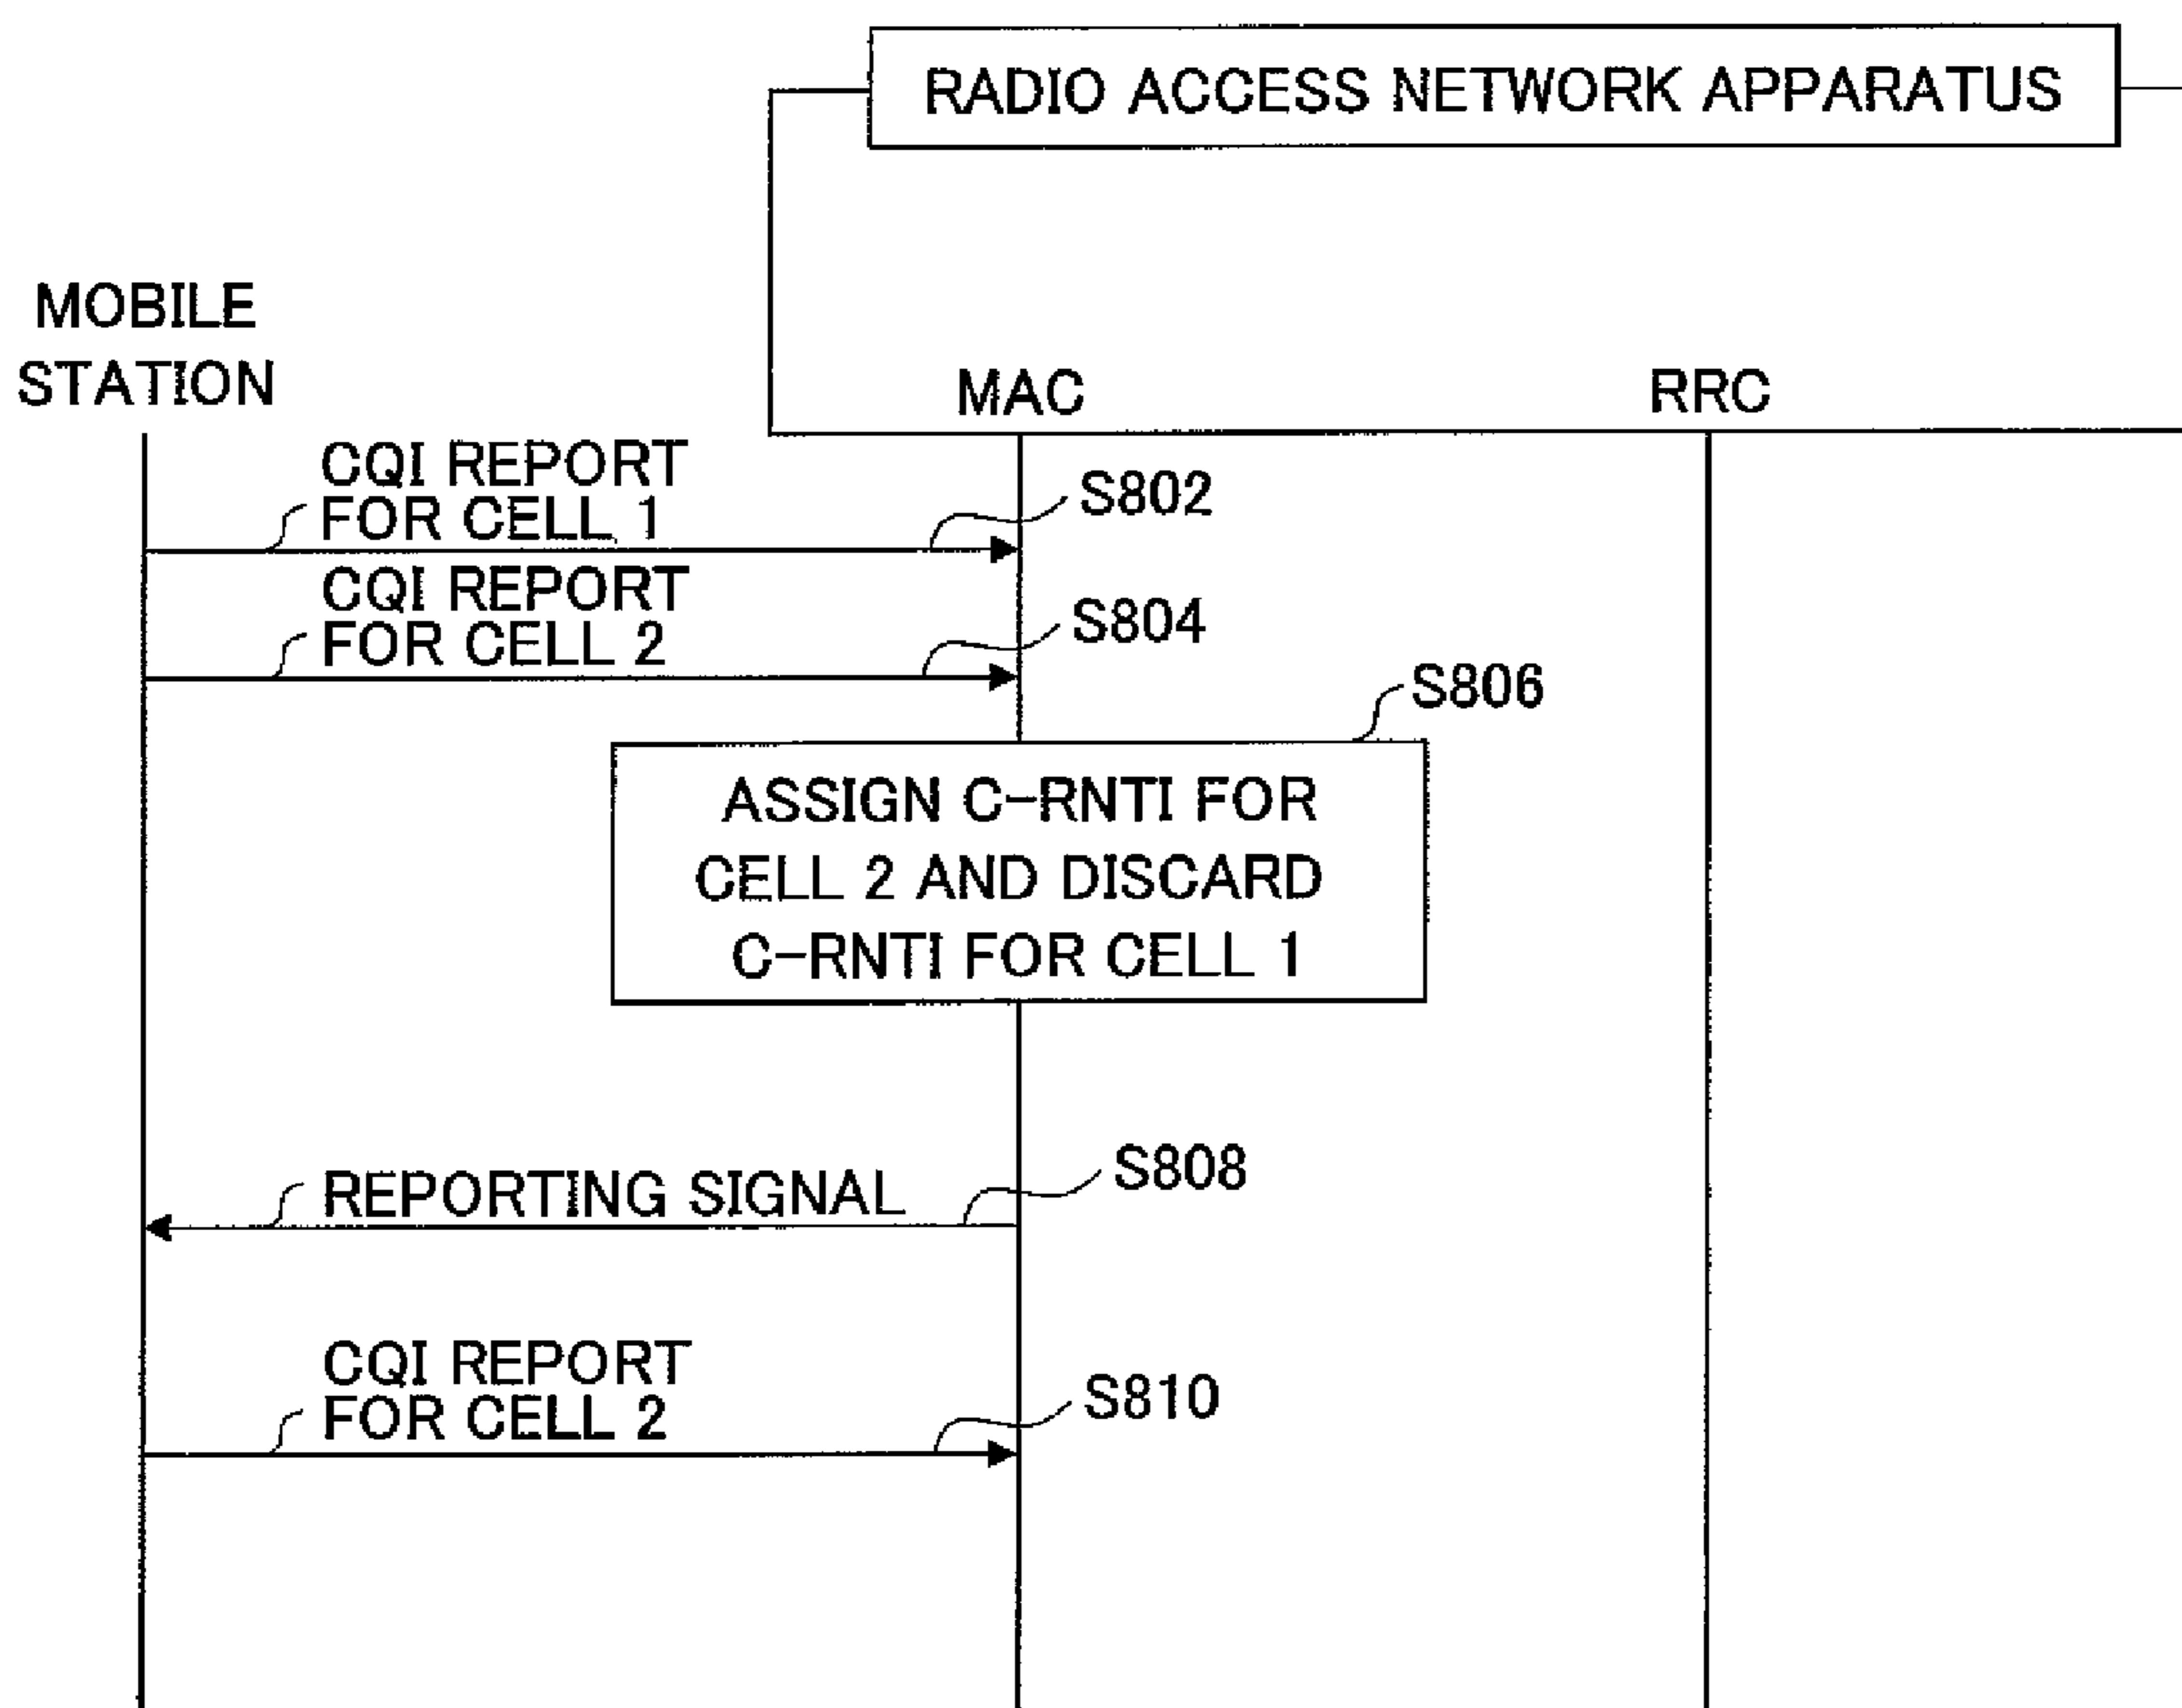 RADIO ACCESS NETWORK APPARATUS
MOBILE
STATION
MAC
RRC
CQI REPORT
FOR CELL 1
S802
CQI REPORT
FOR CELL 2
S804
S806
ASSIGN C-RNTI FOR
CELL 2 AND DISCARD
C-RNTI FOR CELL 1
S808
REPORTING SIGNAL
CQI REPORT
FOR CELL 2
S810